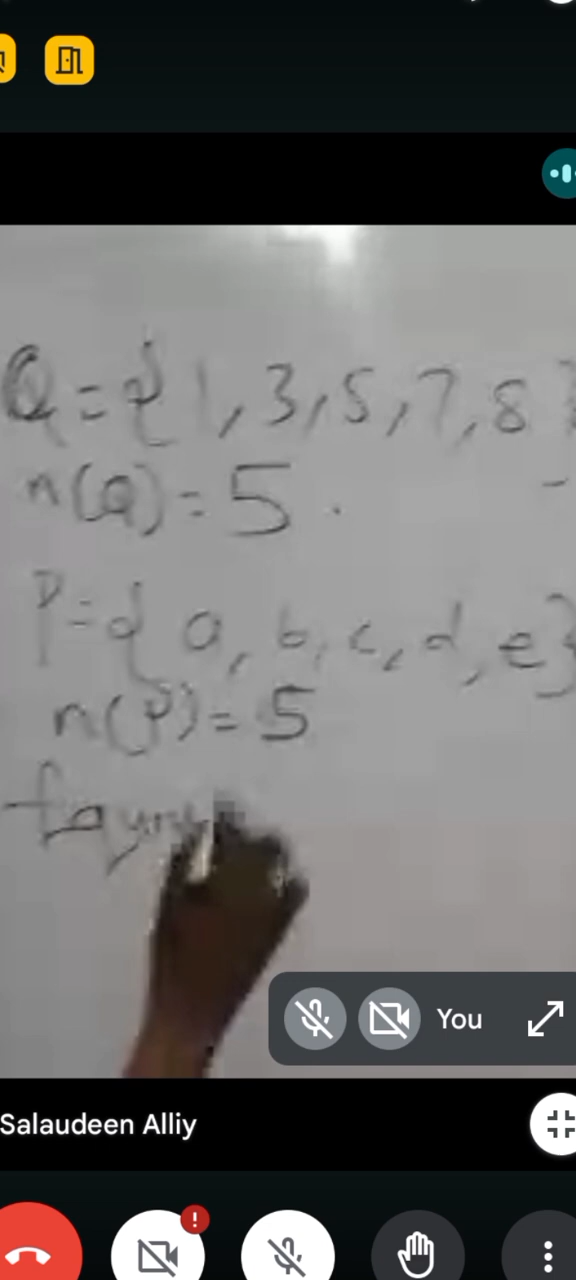 Q = {1, 3, 5, 7, 8}
n(Q) = 5.
P = {a, b, c, d, e}
n(P) = 5
You
Salaudeen Alliy